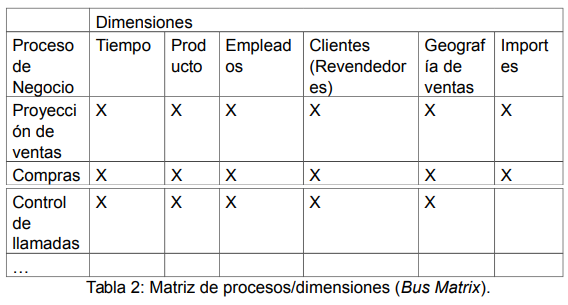 Dimensiones
Proceso de Negocio Tiempo Producto Empleados Clientes (Revendedores) Geografía de ventas Importes
Proyección de ventas X X X X X X
Compras X X X X X X
Control de llamadas X X X X X
…
Tabla 2: Matriz de procesos/dimensiones (Bus Matrix).